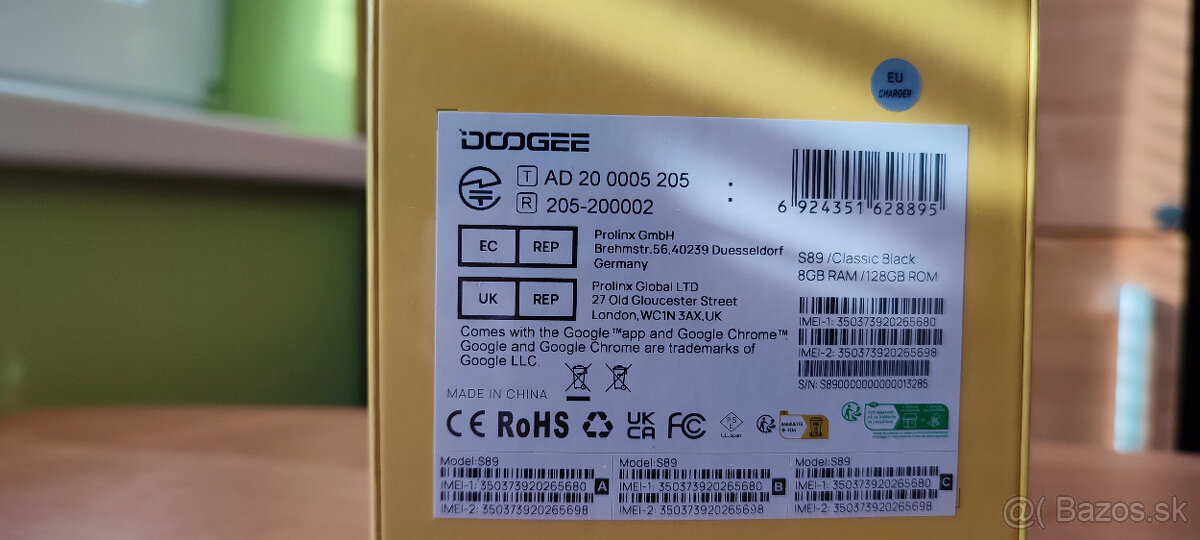 EU
CHARGER
DOOGEE
T AD 20 0005 205 :
R 205-200002
6 924351 628895
EC REP
Prolinx GmbH
Brehmstr.56,40239 Duesseldorf
Germany
S89 /Classic Black
8GB RAM /128GB ROM
UK REP
Prolinx Global LTD
27 Old Gloucester Street
London,WC1N 3AX,UK
IMEI-1: 350373920265680
IMEI-2: 350373920265698
S/N: S890000000000013285
Comes with the Google™app and Google Chrome™
Google and Google Chrome are trademarks of
Google LLC.
MADE IN CHINA
CE RoHS UK CA FC
Model:S89
IMEI-1: 350373920265680 A
IMEI-2: 350373920265698
Model:S89
IMEI-1: 350373920265680 B
IMEI-2: 350373920265698
Model:S89
IMEI-1: 350373920265680 C
IMEI-2: 350373920265698
@( Bazos.sk